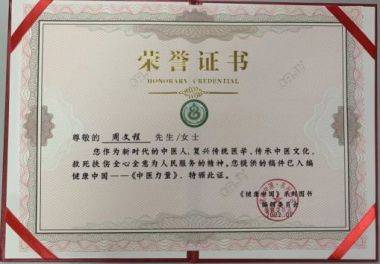 荣誉证书
HONORARY CREDENTIAL
尊敬的 周文程 先生/女士
您作为新时代的中医人，复兴传统医学，传承中医文化，
救死扶伤全心全意为人民服务的精神。您提供的稿件已入编
健康中国——《中医力量》，特颁此证。
《健康中国》系列图书
编辑委员会